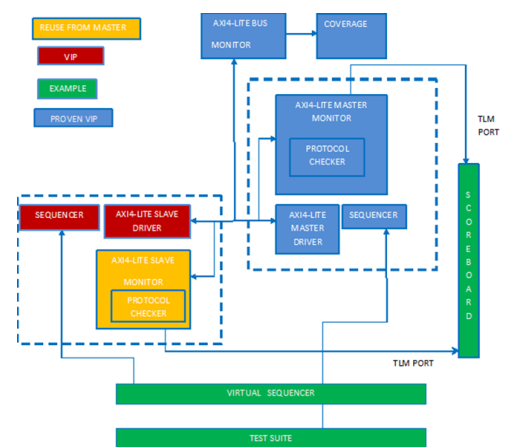 REUSE FROM MASTER
VIP
EXAMPLE
PROVEN VIP
AXI4-LITE BUS
MONITOR
COVERAGE
AXI4-LITE MASTER
MONITOR
PROTOCOL
CHECKER
TLM
PORT
SEQUENCER
AXI4-LITE SLAVE
DRIVER
AXI4-LITE
MASTER
DRIVER
SEQUENCER
AXI4-LITE SLAVE
MONITOR
PROTOCOL
CHECKER
SCOREBOARD
TLM PORT
VIRTUAL SEQUENCER
TEST SUITE